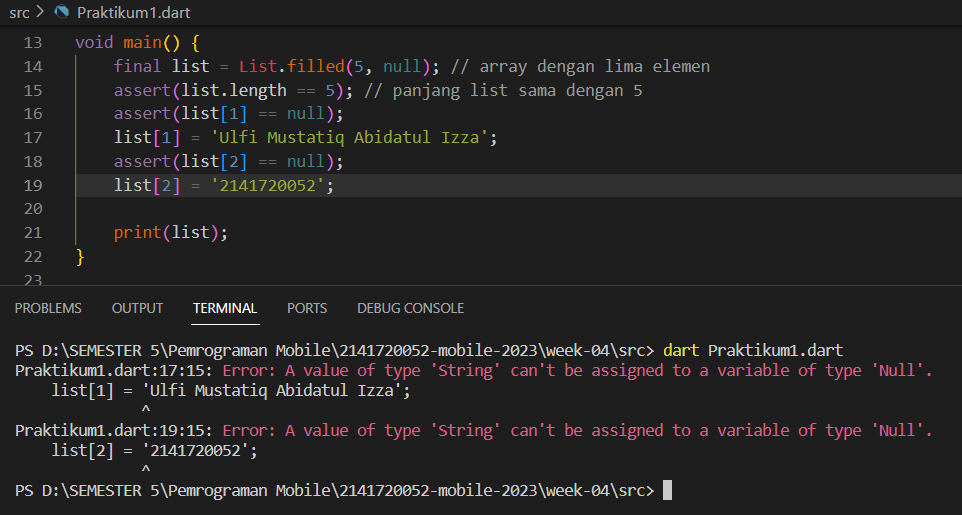 src > Praktikum1.dart
13 void main() {
14 final list = List.filled(5, null); // array dengan lima elemen
15 assert(list.length == 5); // panjang list sama dengan 5
16 assert(list[1] == null);
17 list[1] = 'Ulfi Mustatiq Abidatul Izza';
18 assert(list[2] == null);
19 list[2] = '2141720052';
20
21 print(list);
22 }
23
PROBLEMS OUTPUT TERMINAL PORTS DEBUG CONSOLE
PS D:\SEMESTER 5\Pemrograman Mobile\2141720052-mobile-2023\week-04\src> dart Praktikum1.dart
Praktikum1.dart:17:15: Error: A value of type 'String' can't be assigned to a variable of type 'Null'.
list[1] = 'Ulfi Mustatiq Abidatul Izza';
^
Praktikum1.dart:19:15: Error: A value of type 'String' can't be assigned to a variable of type 'Null'.
list[2] = '2141720052';
^
PS D:\SEMESTER 5\Pemrograman Mobile\2141720052-mobile-2023\week-04\src>